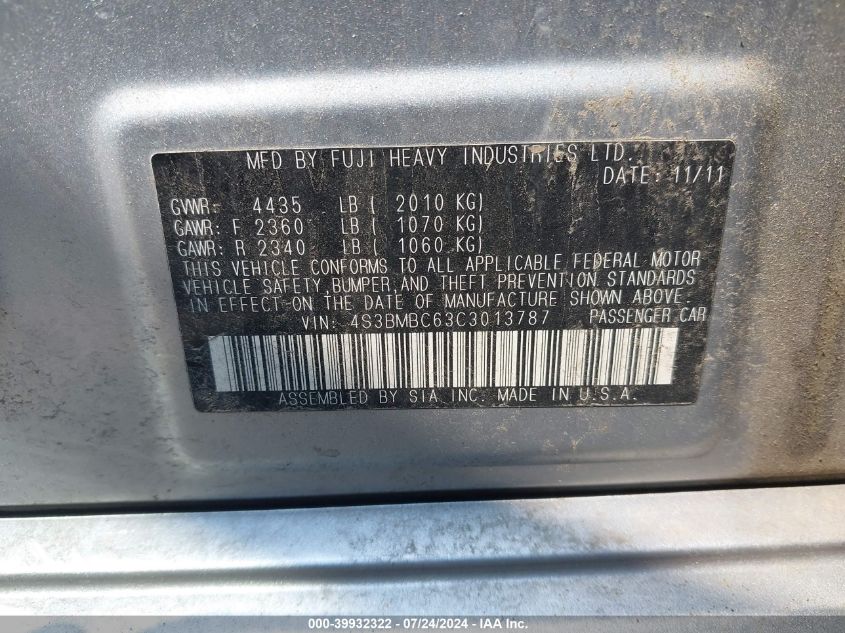 MFD BY FUJI HEAVY INDUSTRIES LTD.
DATE: 11/11
GVWR: 4435 LB ( 2010 KG)
GAWR: F 2360 LB ( 1070 KG)
GAWR: R 2340 LB ( 1060 KG)
THIS VEHICLE CONFORMS TO ALL APPLICABLE FEDERAL MOTOR
VEHICLE SAFETY, BUMPER, AND THEFT PREVENTION STANDARDS
IN EFFECT ON THE DATE OF MANUFACTURE SHOWN ABOVE.
VIN: 4S3BMBC63C3013787 PASSENGER CAR
ASSEMBLED BY SIA INC. MADE IN U.S.A.
000-39932322 / 07/24/2024 - IAA Inc.